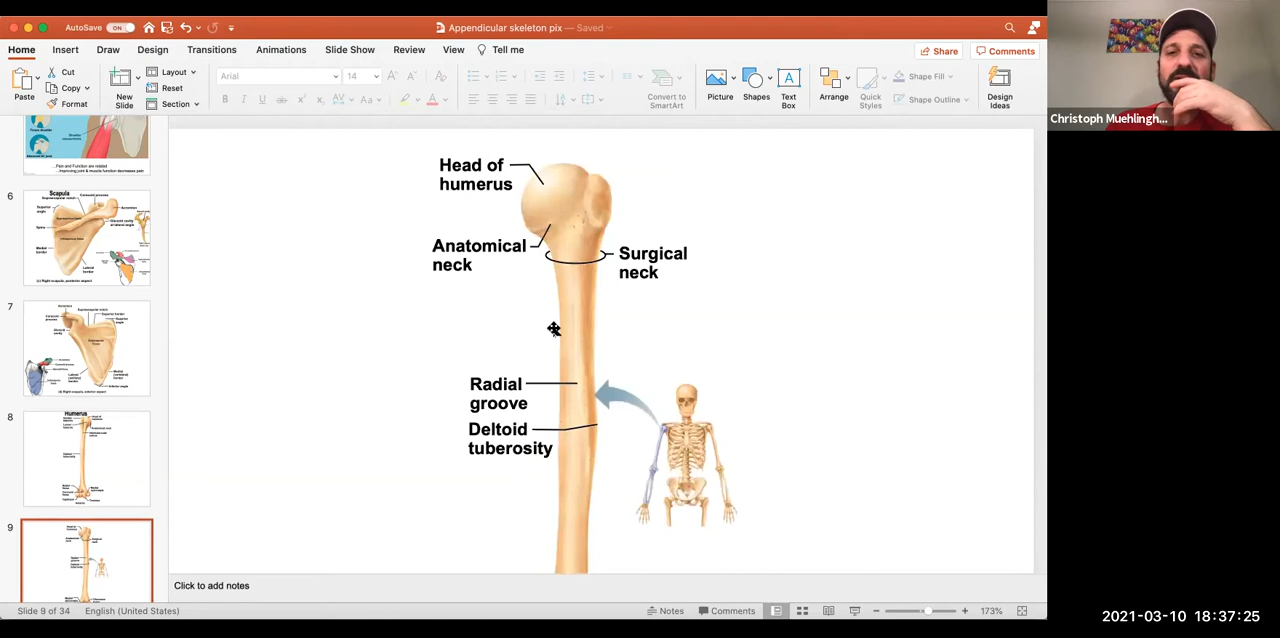 AutoSave ON
Appendicular skeleton pix — Saved
Home Insert Draw Design Transitions Animations Slide Show Review View Tell me
Share Comments
Paste
Cut
Copy
Format
New Slide
Layout
Reset
Section
Arial 14
Convert to SmartArt
Picture
Shapes
Text Box
Arrange
Quick Styles
Shape Fill
Shape Outline
Design Ideas
6
Scapula
7
8
Humerus
9
Head of
humerus
Anatomical
neck
Surgical
neck
Radial
groove
Deltoid
tuberosity
Click to add notes
Slide 9 of 34 English (United States)
Notes Comments 173%
Christoph Muehlingh...
2021-03-10 18:37:25